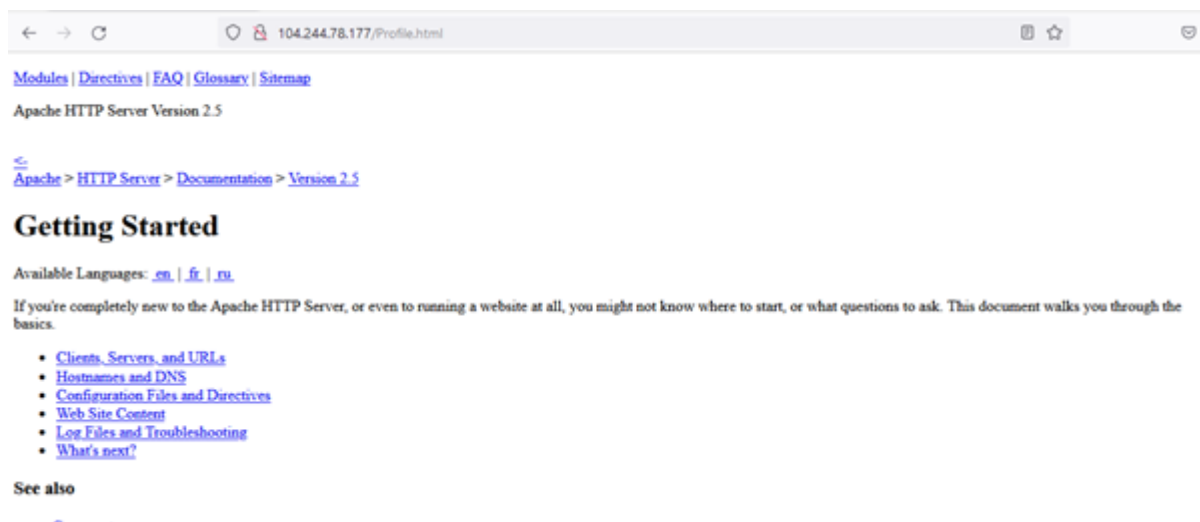 104.244.78.177/Profile.html
Modules | Directives | FAQ | Glossary | Sitemap
Apache HTTP Server Version 2.5
<-
Apache > HTTP Server > Documentation > Version 2.5
Getting Started
Available Languages: en | fr | ru
If you're completely new to the Apache HTTP Server, or even to running a website at all, you might not know where to start, or what questions to ask. This document walks you through the
basics.
• Clients, Servers, and URLs
• Hostnames and DNS
• Configuration Files and Directives
• Web Site Content
• Log Files and Troubleshooting
• What's next?
See also